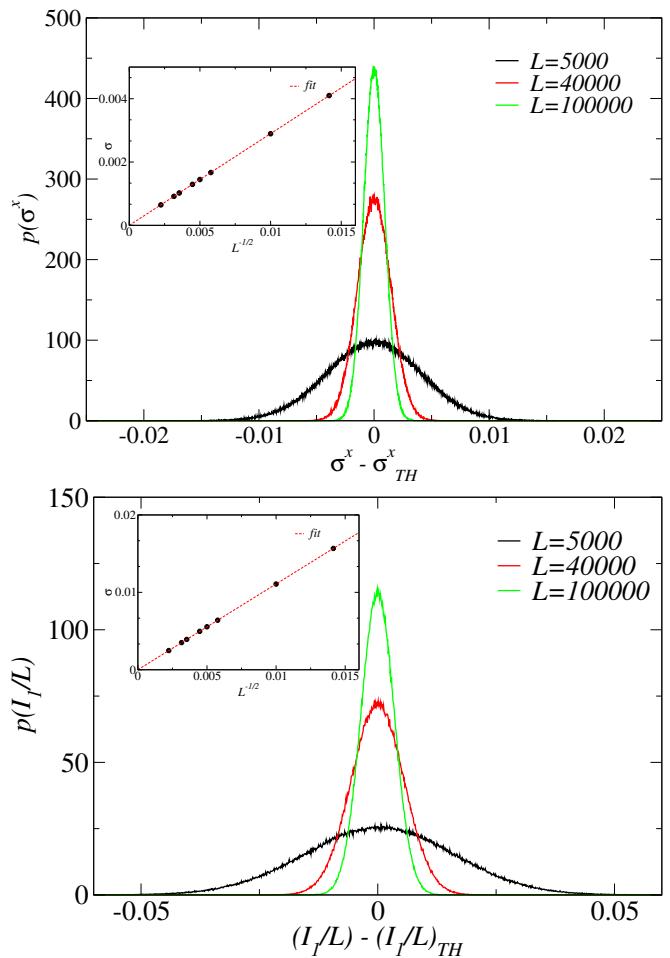 500
400
300
200
100
0
p(σ^x)
-0.02
-0.01
0
0.01
0.02
σ^x - σ^x_TH
L=5000
L=40000
L=100000
0.004
0.002
0
σ
0
0.005
0.01
0.015
L^-1/2
fit
150
100
50
0
p(I_1/L)
-0.05
0
0.05
(I_1/L) - (I_1/L)_TH
L=5000
L=40000
L=100000
0.02
0.01
0
σ
0
0.005
0.01
0.015
L^-1/2
fit